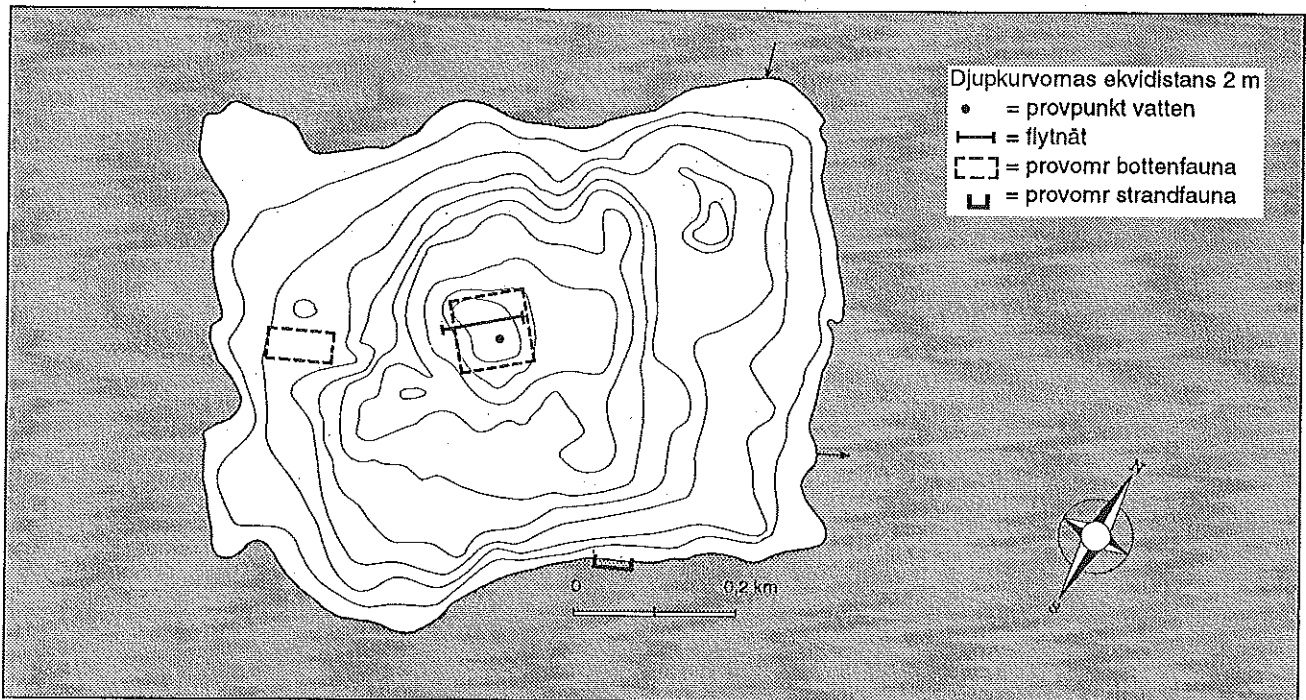 Djupkurvornas ekvidistans 2 m
= provpunkt vatten
= flytnät
= provomr bottenfauna
= provomr strandfauna
N
S
0 0,2 km